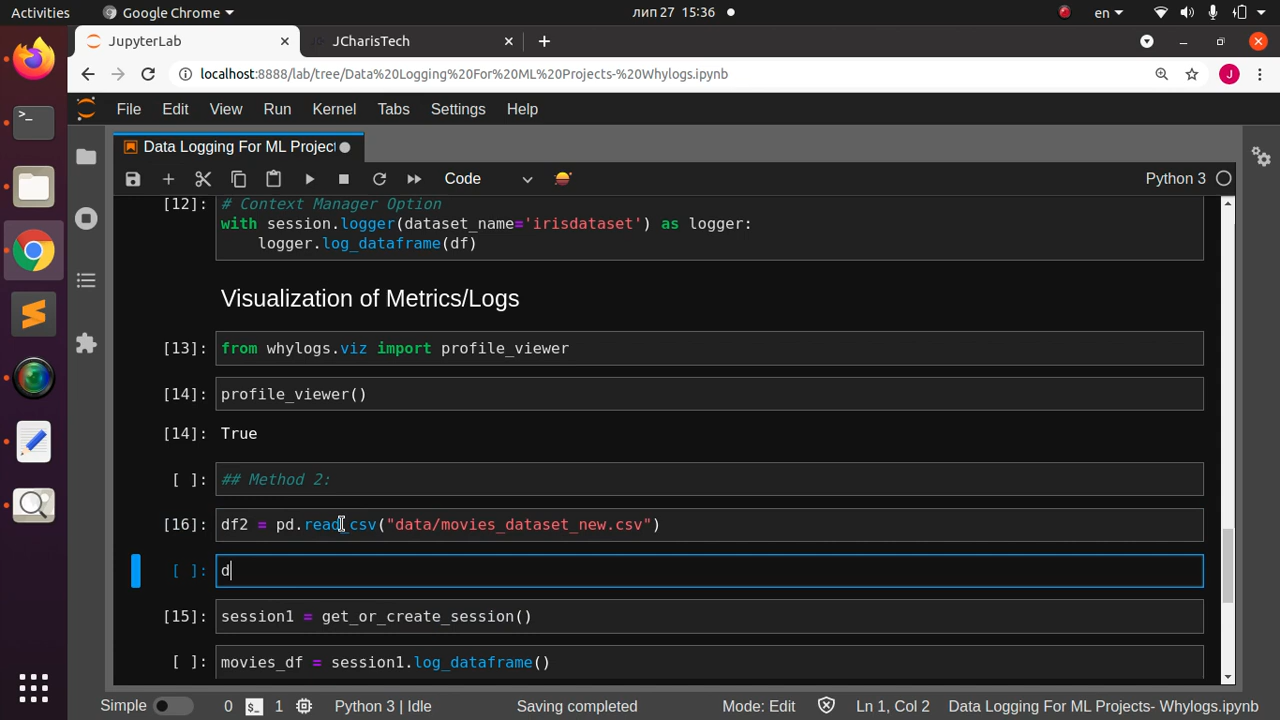 Activities Google Chrome лип 27 15:36 en
JupyterLab JCharisTech
localhost:8888/lab/tree/Data%20Logging%20For%20ML%20Projects-%20Whylogs.ipynb J
File Edit View Run Kernel Tabs Settings Help
Data Logging For ML Project
Code Python 3
[12]: # Context Manager Option
with session.logger(dataset_name='irisdataset') as logger:
logger.log_dataframe(df)
Visualization of Metrics/Logs
[13]: from whylogs.viz import profile_viewer
[14]: profile_viewer()
[14]: True
[ ]: ## Method 2:
[16]: df2 = pd.read_csv("data/movies_dataset_new.csv")
[ ]: d
[15]: session1 = get_or_create_session()
[ ]: movies_df = session1.log_dataframe()
Simple 0 1 Python 3 | Idle Saving completed Mode: Edit Ln 1, Col 2 Data Logging For ML Projects- Whylogs.ipynb